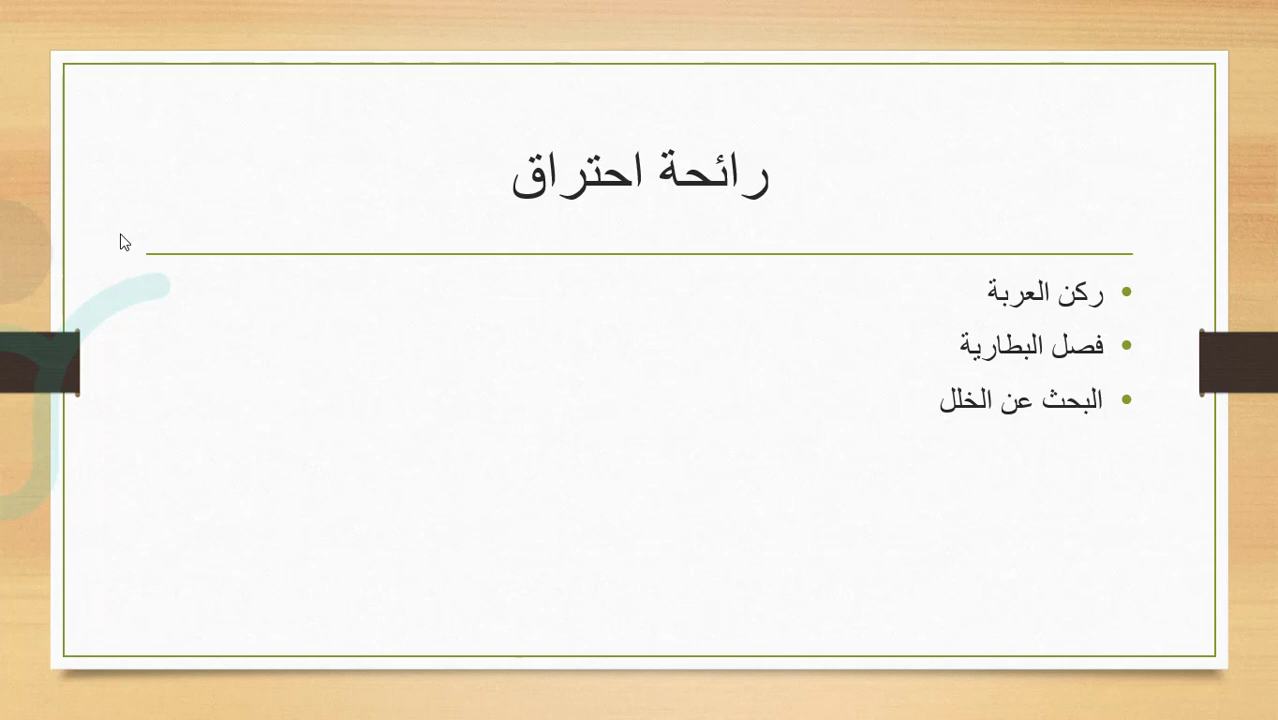 رائحة احتراق
ركن العربة
فصل البطارية
البحث عن الخلل